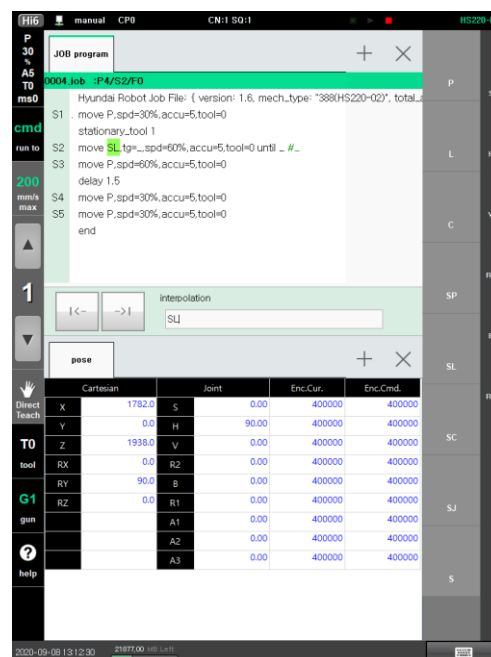 Hi6 manual CP0 CN:1 SQ:1 HS220-
P
30
%
A5
T0
ms0
cmd
run to
200
mm/s
max
1
Direct
Teach
T0
tool
G1
gun
?
help
JOB program + ×
0004.job :P4/S2/F0
Hyundai Robot Job File: { version: 1.6, mech_type: "388(HS220-02)", total_
S1 . move P,spd=30%,accu=5,tool=0
stationary_tool 1
S2 move SL,tg=_,spd=60%,accu=5,tool=0 until _ #_
S3 move P,spd=60%,accu=5,tool=0
delay 1.5
S4 move P,spd=30%,accu=5,tool=0
S5 move P,spd=30%,accu=5,tool=0
end
|<- ->| interpolation
SL
pose + ×
Cartesian Joint Enc.Cur. Enc.Cmd.
X 1782.0 S 0.00 400000 400000
Y 0.0 H 90.00 400000 400000
Z 1938.0 V 0.00 400000 400000
RX 0.0 R2 0.00 400000 400000
RY 90.0 B 0.00 400000 400000
RZ 0.0 R1 0.00 400000 400000
A1 0.00 400000 400000
A2 0.00 400000 400000
A3 0.00 400000 400000
P
L
C
SP
SL
SC
SJ
S
2020-09-08 13:12:30 21877.00 MB Left